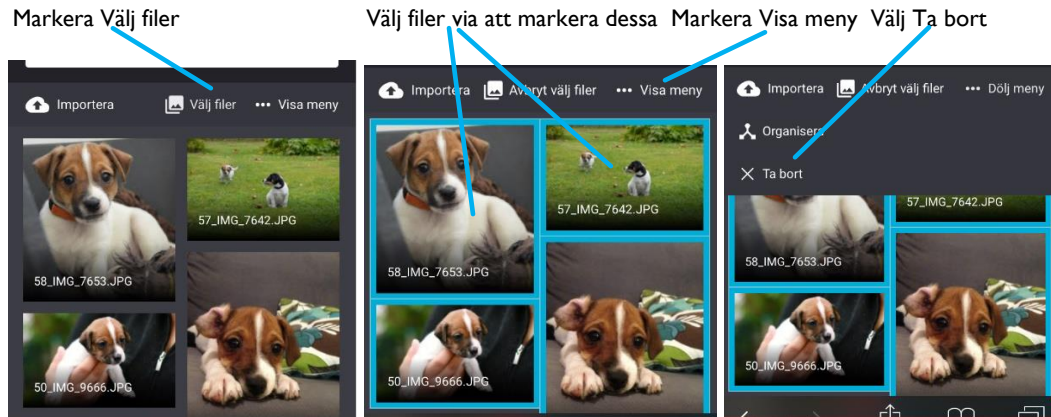 Markera Välj filer
Välj filer via att markera dessa Markera Visa meny Välj Ta bort
Importera Välj filer ••• Visa meny
58_IMG_7653.JPG
57_IMG_7642.JPG
50_IMG_9666.JPG
Importera Avbryt välj filer ••• Visa meny
58_IMG_7653.JPG
57_IMG_7642.JPG
50_IMG_9666.JPG
Importera Avbryt välj filer ••• Dölj meny
Organisera
Ta bort
57_IMG_7642.JPG
58_IMG_7653.JPG
50_IMG_9666.JPG